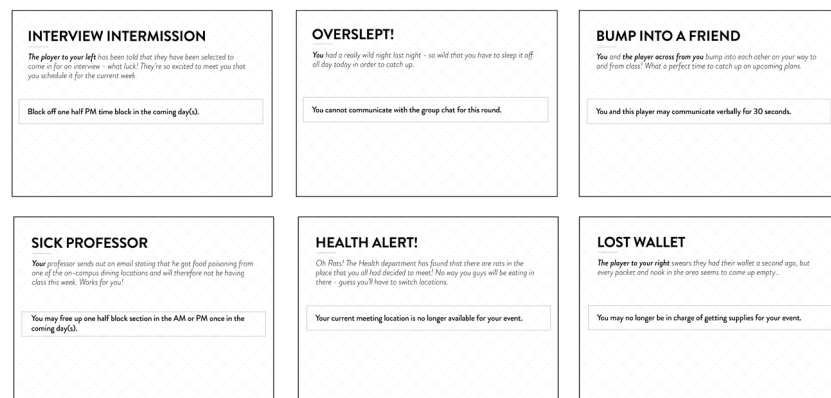 INTERVIEW INTERMISSION
The player to your left has been told that they have been selected to
come in for an interview - what luck! They're so excited to meet you that
you schedule it for the current week.
Block off one half PM time block in the coming day(s).
OVERSLEPT!
You had a really wild night last night - so wild that you have to sleep it off
all day today in order to catch up.
You cannot communicate with the group chat for this round.
BUMP INTO A FRIEND
You and the player across from you bump into each other on your way to
and from class! What a perfect time to catch up on upcoming plans.
You and this player may communicate verbally for 30 seconds.
SICK PROFESSOR
Your professor sends out an email stating that he got food poisoning from
one of the on-campus dining locations and will therefore not be having
class this week. Works for you!
You may free up one half block section in the AM or PM once in the
coming day(s).
HEALTH ALERT!
Oh Rats! The Health department has found that there are rats in the
place that you all had decided to meet! No way you guys will be eating in
there - guess you'll have to switch locations.
Your current meeting location is no longer available for your event.
LOST WALLET
The player to your right swears they had their wallet a second ago, but
every pocket and nook in the area seems to come up empty...
You may no longer be in charge of getting supplies for your event.